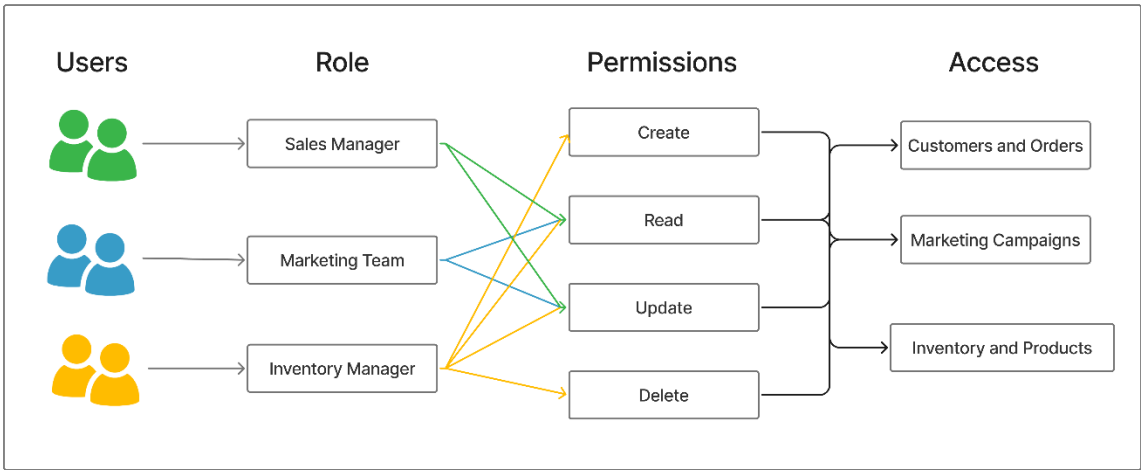 Users
Role
Permissions
Access
Sales Manager
Marketing Team
Inventory Manager
Create
Read
Update
Delete
Customers and Orders
Marketing Campaigns
Inventory and Products